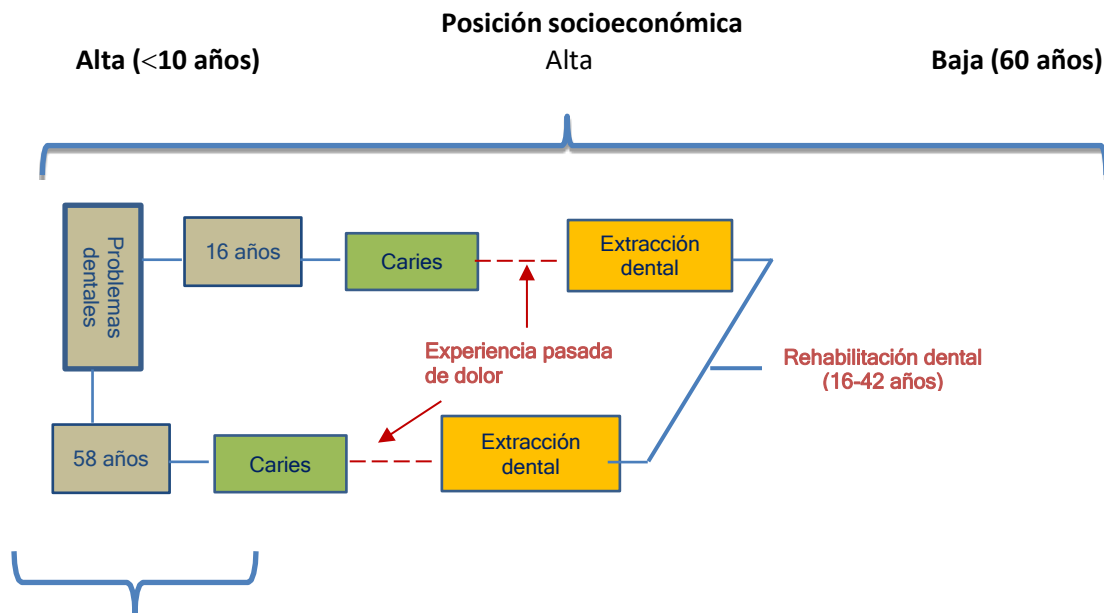 Posición socioeconómica
Alta (<10 años) Alta Baja (60 años)
Problemas
dentales
16 años
Caries
Extracción
dental
Experiencia pasada
de dolor
Rehabilitación dental
(16-42 años)
58 años
Caries
Extracción
dental